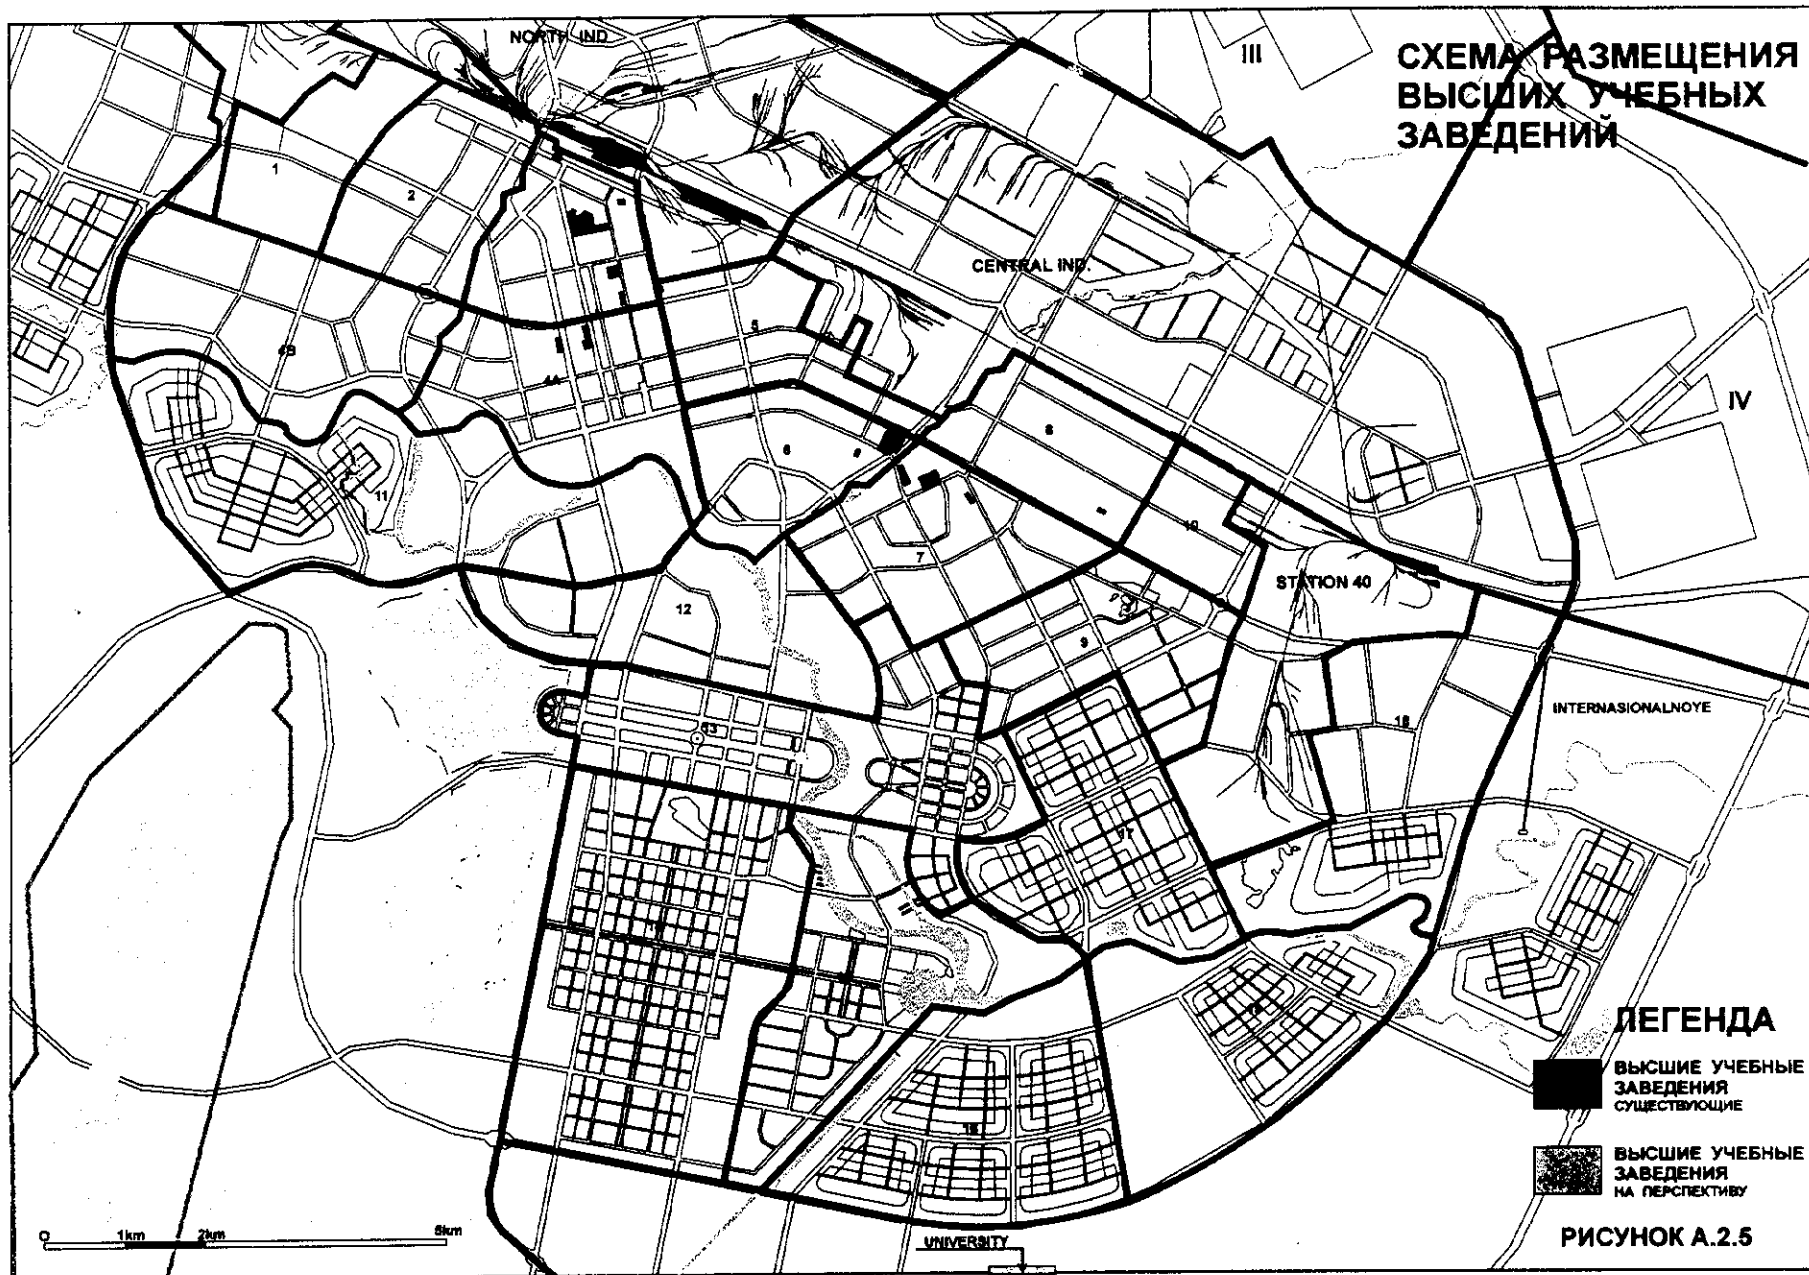 СХЕМА РАЗМЕЩЕНИЯ
ВЫСШИХ УЧЕБНЫХ
ЗАВЕДЕНИЙ
NORTH IND
III
1
2
CENTRAL IND.
5
4B
4A
IV
8
6
11
10
7
STATION 40
12
9
INTERNASIONALNOYE
13
18
17
16
ЛЕГЕНДА
ВЫСШИЕ УЧЕБНЫЕ
ЗАВЕДЕНИЯ
СУЩЕСТВУЮЩИЕ
ВЫСШИЕ УЧЕБНЫЕ
ЗАВЕДЕНИЯ
НА ПЕРСПЕКТИВУ
РИСУНОК А.2.5
0 1km 2km 5km
UNIVERSITY